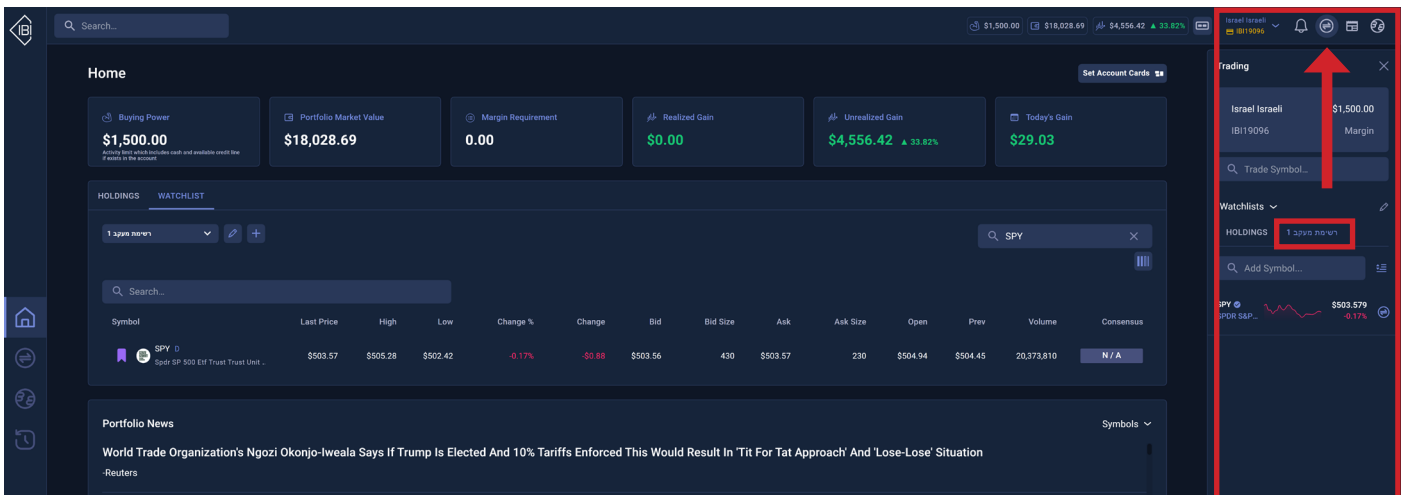 IBI
Search...
$1,500.00 $18,028.69 $4,556.42 ▲ 33.82%
Israel Israeli
IBI19096
Home
Set Account Cards
Buying Power
$1,500.00
Activity limit which includes cash and available credit line
if exists in the account
Portfolio Market Value
$18,028.69
Margin Requirement
0.00
Realized Gain
$0.00
Unrealized Gain
$4,556.42 ▲ 33.82%
Today's Gain
$29.03
HOLDINGS WATCHLIST
רשימת מעקב 1
SPY
Search...
Symbol Last Price High Low Change % Change Bid Bid Size Ask Ask Size Open Prev Volume Consensus
SPY D
Spdr SP 500 Etf Trust Trust Unit ..
$503.57 $505.28 $502.42 -0.17% -$0.88 $503.56 430 $503.57 230 $504.94 $504.45 20,373,810 N / A
Portfolio News
Symbols
World Trade Organization's Ngozi Okonjo-Iweala Says If Trump Is Elected And 10% Tariffs Enforced This Would Result In 'Tit For Tat Approach' And 'Lose-Lose' Situation
-Reuters
Trading
Israel Israeli $1,500.00
IBI19096 Margin
Trade Symbol...
Watchlists
HOLDINGS רשימת מעקב 1
Add Symbol...
SPY $503.579
SPDR S&P... -0.17%